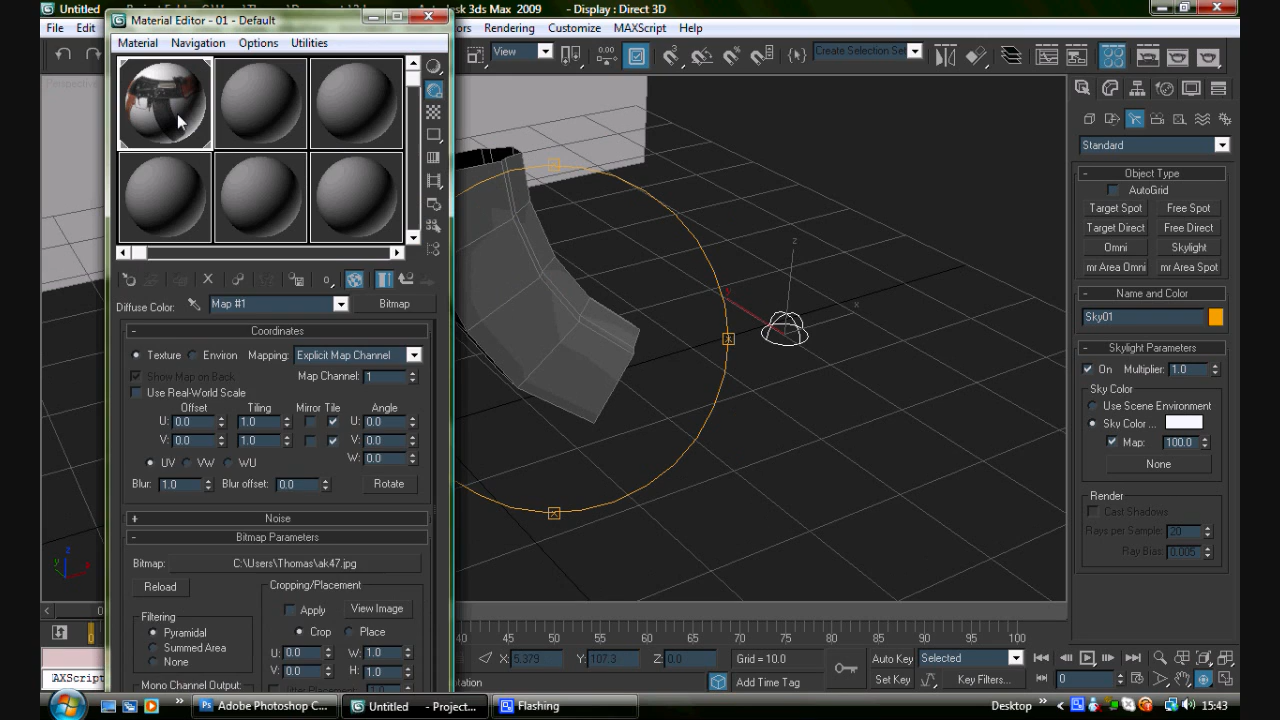 Untitled
Material Editor - 01 - Default
Autodesk 3ds Max 2009 - Display : Direct 3D
File Edit
Material Navigation Options Utilities
Rendering Customize MAXScript Help
View
Create Selection Set
Standard
- Object Type
AutoGrid
Target Spot Free Spot
Target Direct Free Direct
Omni Skylight
mr Area Omni mr Area Spot
- Name and Color
Sky01
- Skylight Parameters
On Multiplier: 1.0
Sky Color
Use Scene Environment
Sky Color ...
Map: 100.0
None
Render
Cast Shadows
Rays per Sample: 20
Ray Bias: 0.005
z
x
y
Diffuse Color: Map #1 Bitmap
- Coordinates
Texture Environ Mapping: Explicit Map Channel
Show Map on Back Map Channel: 1
Use Real-World Scale
Offset Tiling Mirror Tile Angle
U: 0.0 1.0 U: 0.0
V: 0.0 1.0 V: 0.0
W: 0.0
UV VW WU
Blur: 1.0 Blur offset: 0.0 Rotate
+ Noise
- Bitmap Parameters
Bitmap: C:\Users\Thomas\ak47.jpg
Reload Cropping/Placement
Apply View Image
Filtering
Crop Place
Pyramidal
Summed Area
None
U: 0.0 W: 1.0
V: 0.0 H: 1.0
Mono Channel Output:
40 45 50 55 60 65 70 75 80 85 90 95 100
X: 5.379 Y: 107.3 Z: 0.0 Grid = 10.0
Add Time Tag
Auto Key Selected
Set Key Key Filters...
0
AXScript
Adobe Photoshop C...
Untitled - Project...
Flashing
Desktop
15:43